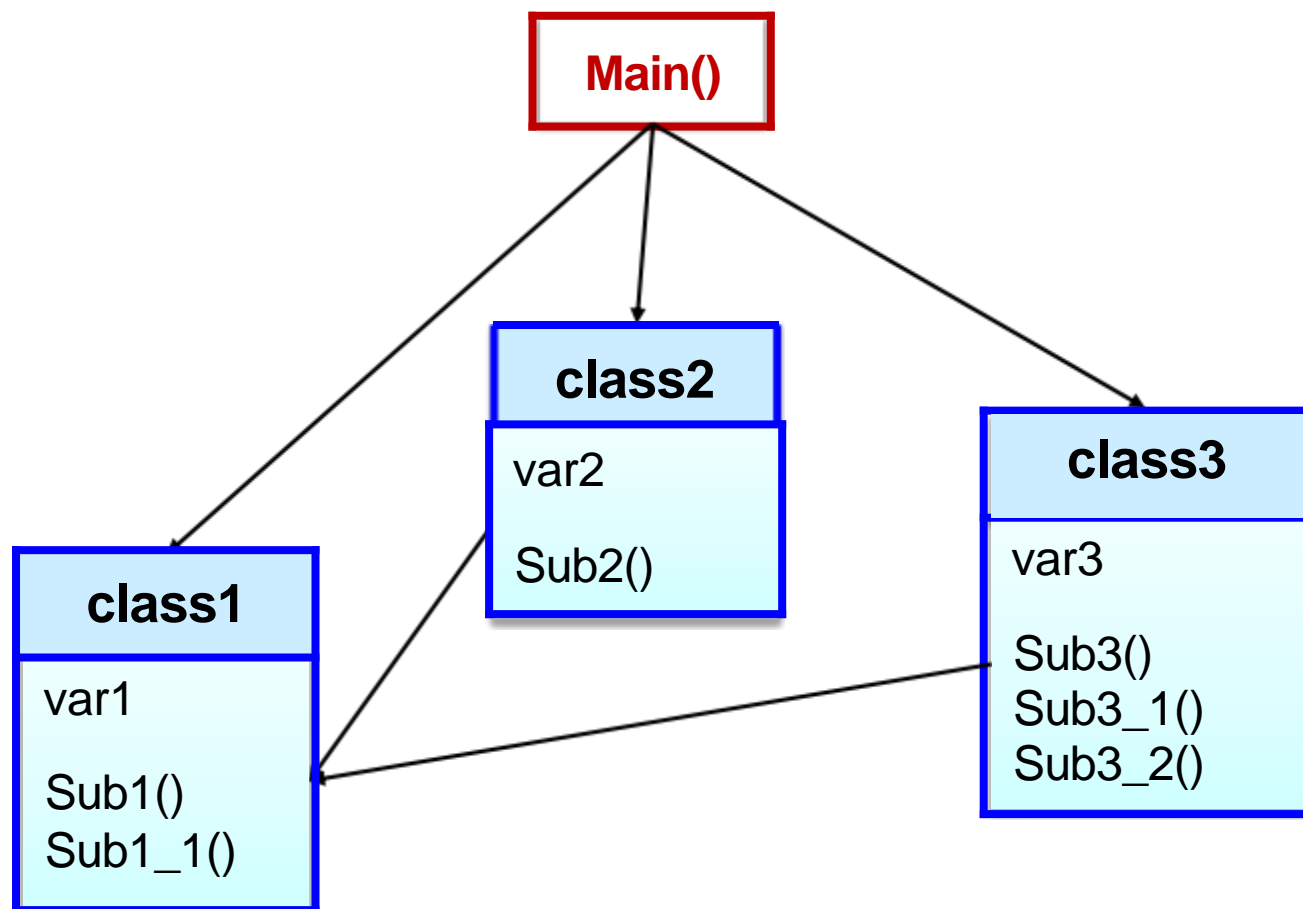 Main()
class2
var2
Sub2()
class3
var3
Sub3()
Sub3_1()
Sub3_2()
class1
var1
Sub1()
Sub1_1()